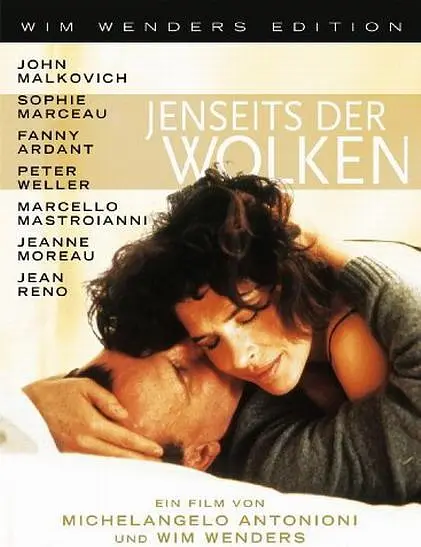 WIM WENDERS EDITION
JOHN
MALKOVICH
SOPHIE
MARCEAU
FANNY
ARDANT
PETER
WELLER
MARCELLO
MASTROIANNI
JEANNE
MOREAU
JEAN
RENO
JENSEITS DER
WOLKEN
EIN FILM VON
MICHELANGELO ANTONIONI
UND WIM WENDERS